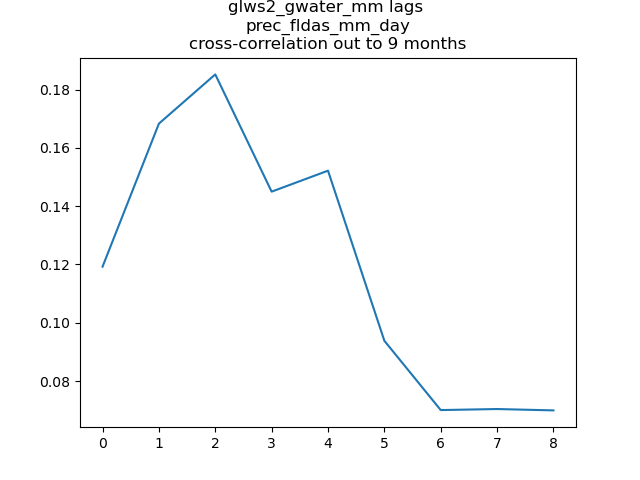 glws2_gwater_mm lags
prec_fldas_mm_day
cross-correlation out to 9 months
0.18
0.16
0.14
0.12
0.10
0.08
0 1 2 3 4 5 6 7 8